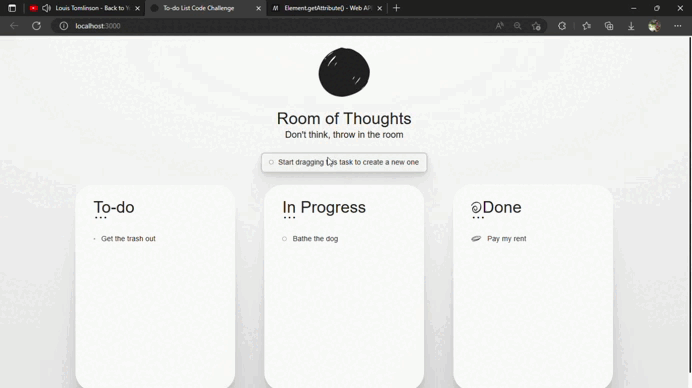 Louis Tomlinson - Back to Y
To-do List Code Challenge
Element.getAttribute() - Web API
localhost:3000
Room of Thoughts
Don't think, throw in the room
Start dragging this task to create a new one
To-do
In Progress
Done
Get the trash out
Bathe the dog
Pay my rent